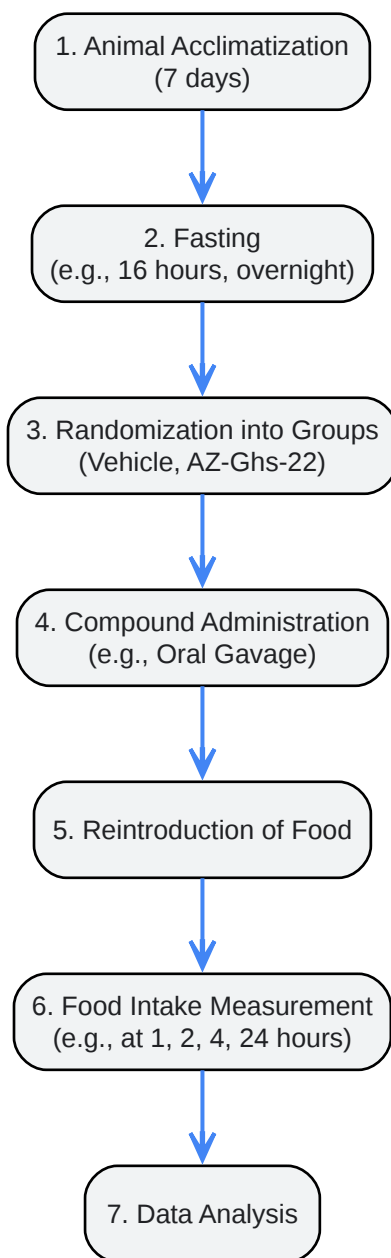 1. Animal Acclimatization
(7 days)
2. Fasting
(e.g., 16 hours, overnight)
3. Randomization into Groups
(Vehicle, AZ-Ghs-22)
4. Compound Administration
(e.g., Oral Gavage)
5. Reintroduction of Food
6. Food Intake Measurement
(e.g., at 1, 2, 4, 24 hours)
7. Data Analysis